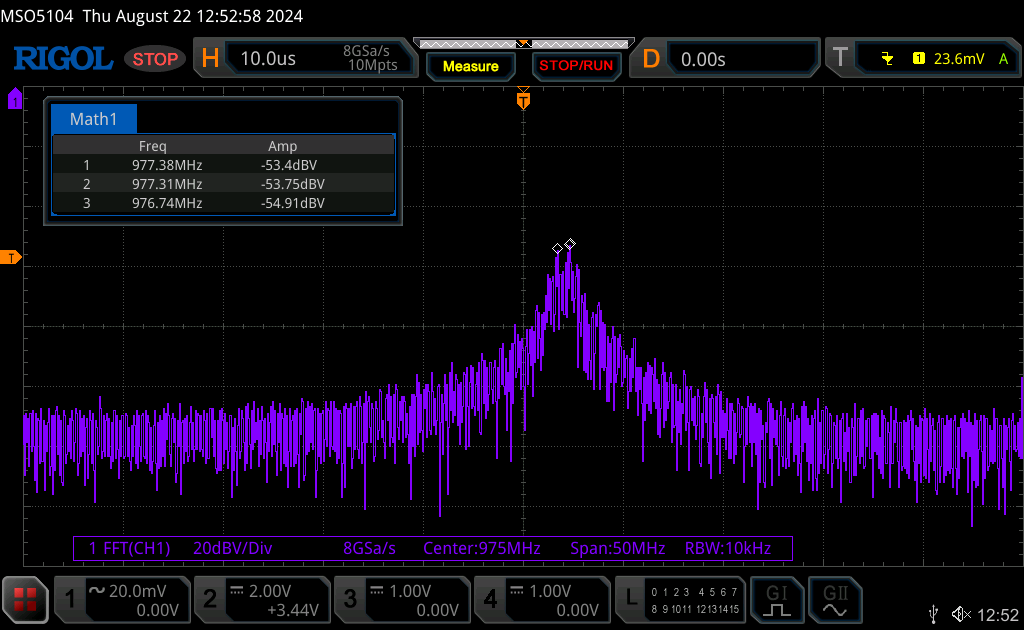 MSO5104 Thu August 22 12:52:58 2024
RIGOL STOP H 10.0us 8GSa/s 10Mpts Measure STOP/RUN D 0.00s T 1 23.6mV A
1
T
Math1
Freq Amp
1 977.38MHz -53.4dBV
2 977.31MHz -53.75dBV
3 976.74MHz -54.91dBV
T
1 FFT(CH1) 20dBV/Div 8GSa/s Center:975MHz Span:50MHz RBW:10kHz
1 20.0mV 0.00V 2 2.00V +3.44V 3 1.00V 0.00V 4 1.00V 0.00V L 0 1 2 3 4 5 6 7 GI GII
8 9 10 11 12 13 14 15
12:52